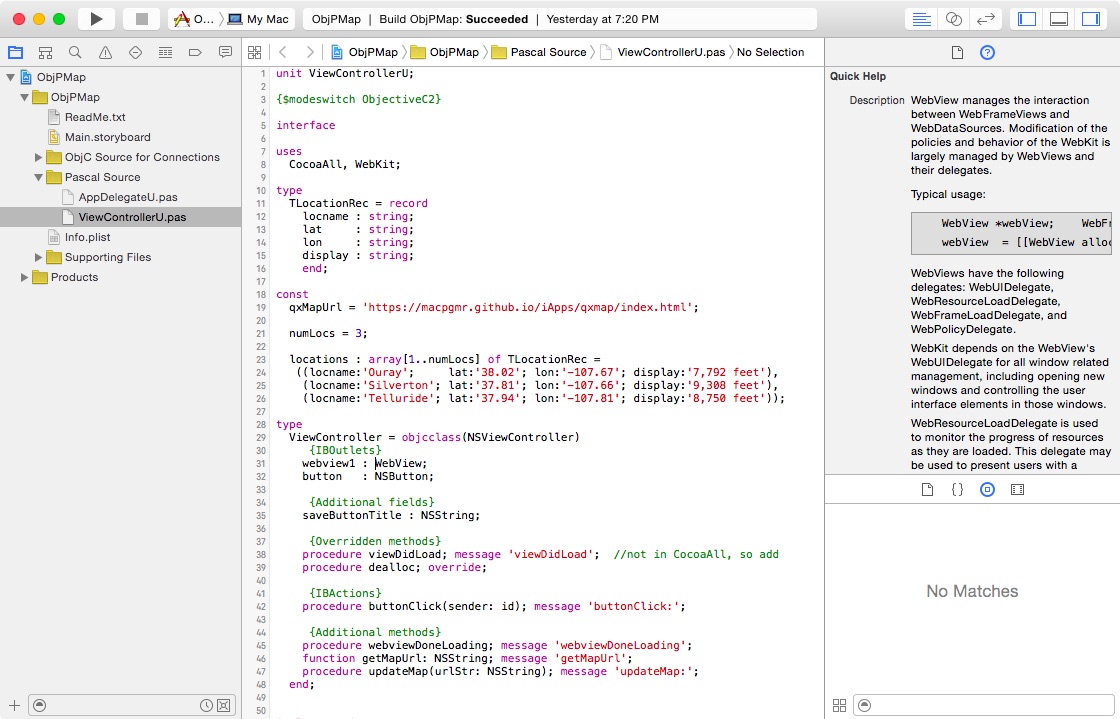 O... My Mac ObjPMap | Build ObjPMap: Succeeded | Yesterday at 7:20 PM
ObjPMap ObjPMap Pascal Source ViewControllerU.pas No Selection
ObjPMap
ObjPMap
ReadMe.txt
Main.storyboard
ObjC Source for Connections
Pascal Source
AppDelegateU.pas
ViewControllerU.pas
Info.plist
Supporting Files
Products
1 unit ViewControllerU;
2
3 {$modeswitch ObjectiveC2}
4
5 interface
6
7 uses
8 CocoaAll, WebKit;
9
10 type
11 TLocationRec = record
12 locname : string;
13 lat : string;
14 lon : string;
15 display : string;
16 end;
17
18 const
19 qxMapUrl = 'https://macpgmr.github.io/iApps/qxmap/index.html';
20
21 numLocs = 3;
22
23 locations : array[1..numLocs] of TLocationRec =
24 ((locname:'Ouray'; lat:'38.02'; lon:'-107.67'; display:'7,792 feet'),
25 (locname:'Silverton'; lat:'37.81'; lon:'-107.66'; display:'9,308 feet'),
26 (locname:'Telluride'; lat:'37.94'; lon:'-107.81'; display:'8,750 feet'));
27
28 type
29 ViewController = objcclass(NSViewController)
30 {IBOutlets}
31 webview1 : WebView;
32 button : NSButton;
33
34 {Additional fields}
35 saveButtonTitle : NSString;
36
37 {Overridden methods}
38 procedure viewDidLoad; message 'viewDidLoad'; //not in CocoaAll, so add
39 procedure dealloc; override;
40
41 {IBActions}
42 procedure buttonClick(sender: id); message 'buttonClick:';
43
44 {Additional methods}
45 procedure webviewDoneLoading; message 'webviewDoneLoading';
46 function getMapUrl: NSString; message 'getMapUrl';
47 procedure updateMap(urlStr: NSString); message 'updateMap:';
48 end;
49
50
Quick Help
Description WebView manages the interaction
between WebFrameViews and
WebDataSources. Modification of the
policies and behavior of the WebKit is
largely managed by WebViews and
their delegates.
Typical usage:
WebView *webView; WebFr
webView = [[WebView alloc
WebViews have the following
delegates: WebUIDelegate,
WebResourceLoadDelegate,
WebFrameLoadDelegate, and
WebPolicyDelegate.
WebKit depends on the WebView's
WebUIDelegate for all window related
management, including opening new
windows and controlling the user
interface elements in those windows.
WebResourceLoadDelegate is used
to monitor the progress of resources
as they are loaded. This delegate may
be used to present users with a
{}
No Matches